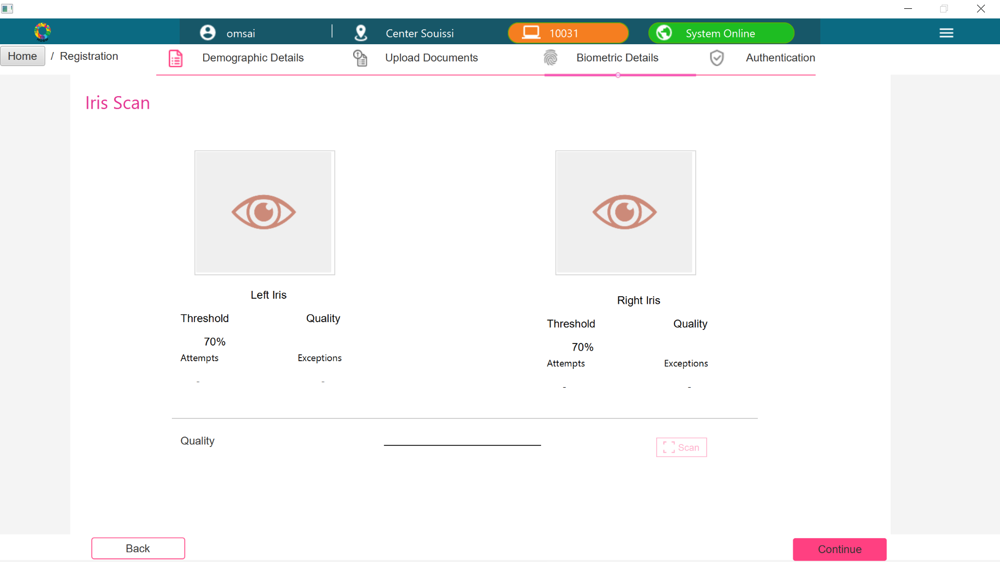 omsai
Center Souissi
10031
System Online
Home / Registration
Demographic Details
Upload Documents
Biometric Details
Authentication
Iris Scan
Left Iris
Threshold Quality
70%
Attempts Exceptions
- -
Right Iris
Threshold Quality
70%
Attempts Exceptions
- -
Quality
Scan
Back
Continue